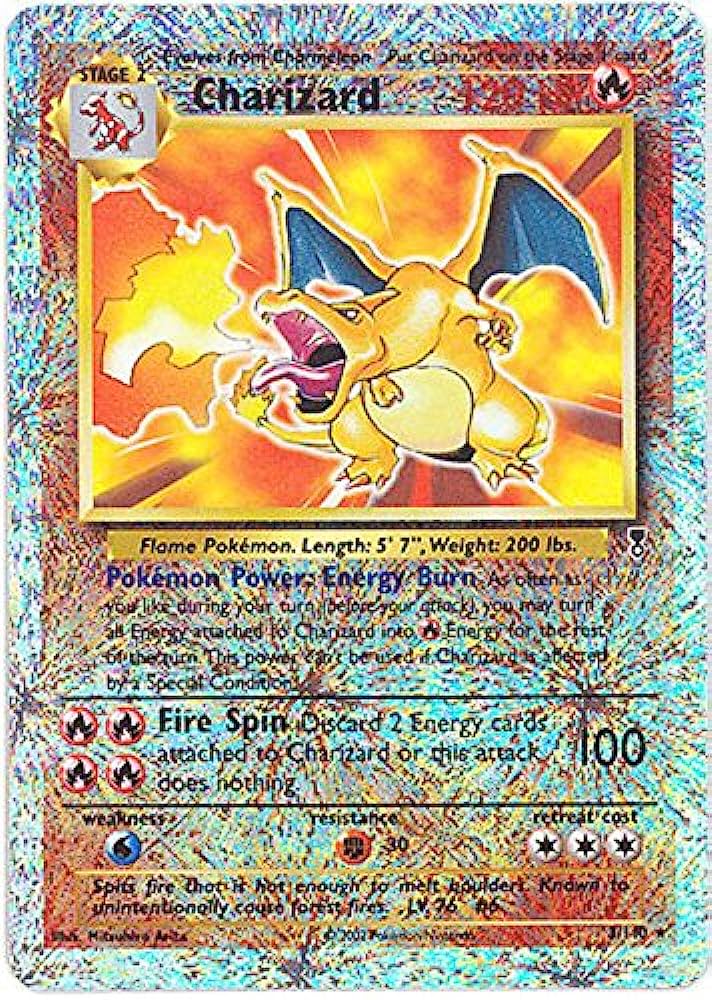 Evolves from Charmeleon Put Charizard on the Stage 1 card
STAGE 2
Charizard 120
Flame Pokémon. Length: 5' 7", Weight: 200 lbs.
Pokémon Power: Energy Burn As often as
you like during your turn (before your attack), you may turn
all Energy attached to Charizard into Energy for the rest
of the turn. This power can't be used if Charizard is affected
by a Special Condition.
Fire Spin Discard 2 Energy cards
attached to Charizard or this attack
does nothing.
100
weakness
resistance
retreat cost
-30
Spits fire that is hot enough to melt boulders. Known to
unintentionally cause forest fires. LV. 76 #6
Illus. Mitsuhiro Arita
© 2002 Pokémon/Nintendo
3/110